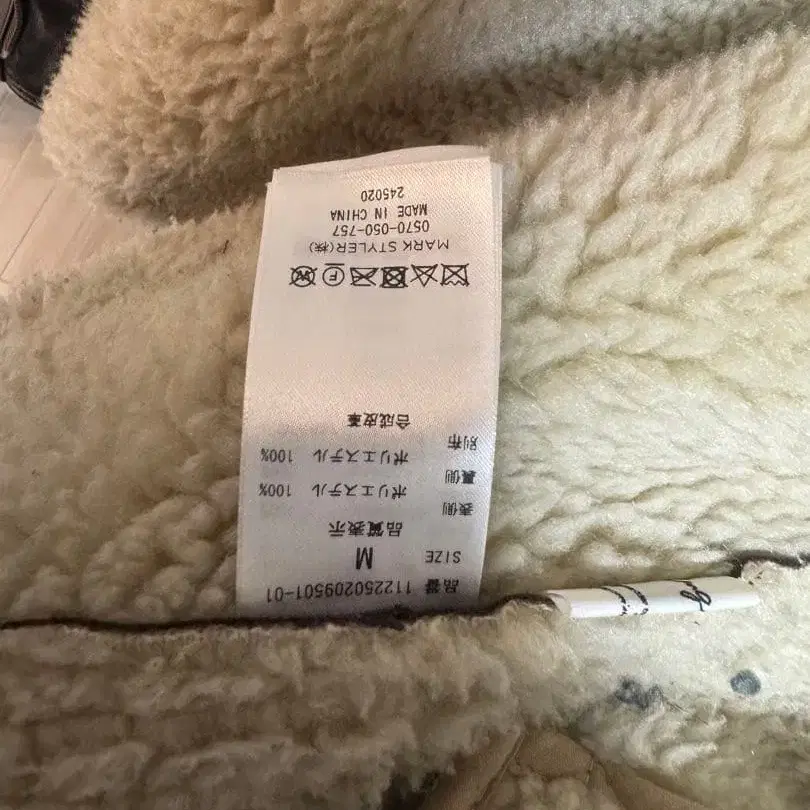 品番 112250209501-01
SIZE M
品質表示
表側 ポリエステル 100%
裏側 ポリエステル 100%
別布 合成皮革
MARK STYLER(株)
0570-050-757
MADE IN CHINA
245020